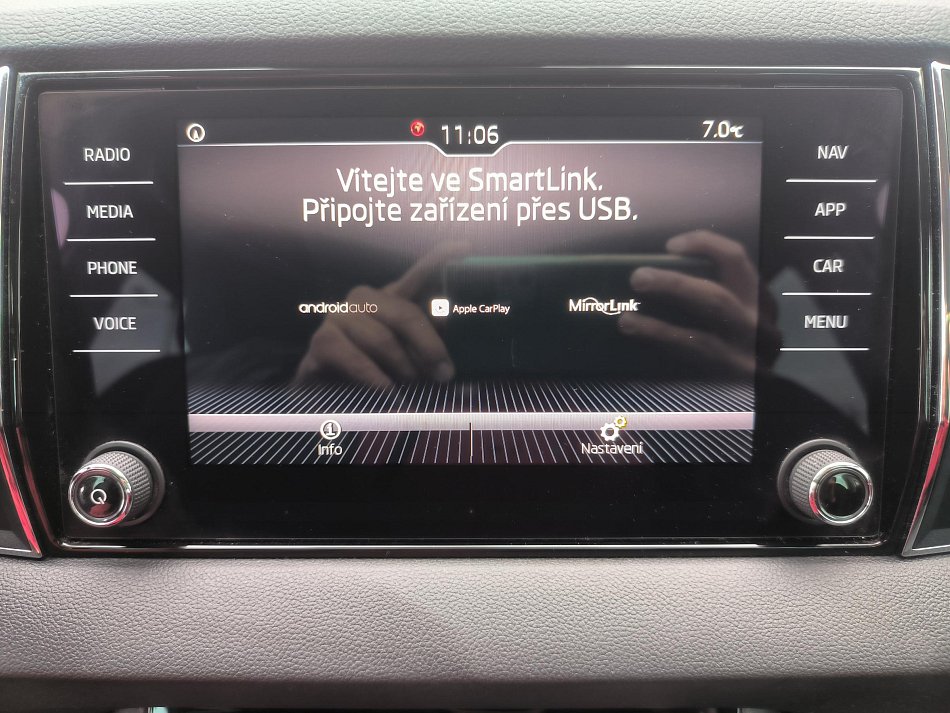 11:06
7.0°C
RADIO
MEDIA
PHONE
VOICE
Vítejte ve SmartLink.
Připojte zařízení přes USB.
androidauto
Apple CarPlay
MirrorLink
Info
Nastavení
NAV
APP
CAR
MENU